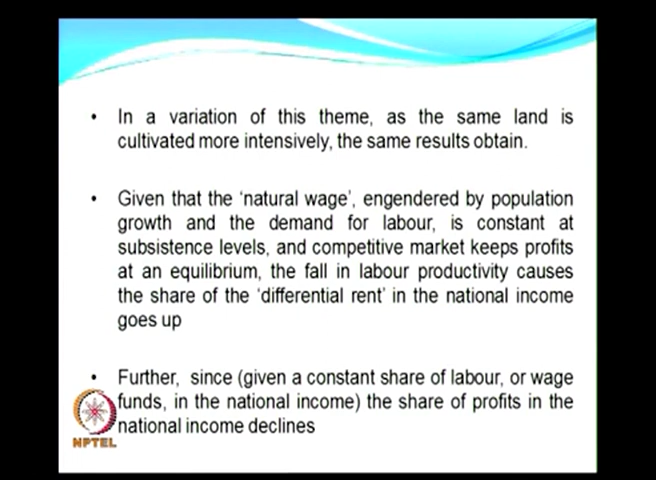 • In a variation of this theme, as the same land is
cultivated more intensively, the same results obtain.
• Given that the ‘natural wage’, engendered by population
growth and the demand for labour, is constant at
subsistence levels, and competitive market keeps profits
at an equilibrium, the fall in labour productivity causes
the share of the ‘differential rent’ in the national income
goes up
• Further, since (given a constant share of labour, or wage
funds, in the national income) the share of profits in the
national income declines
NPTEL